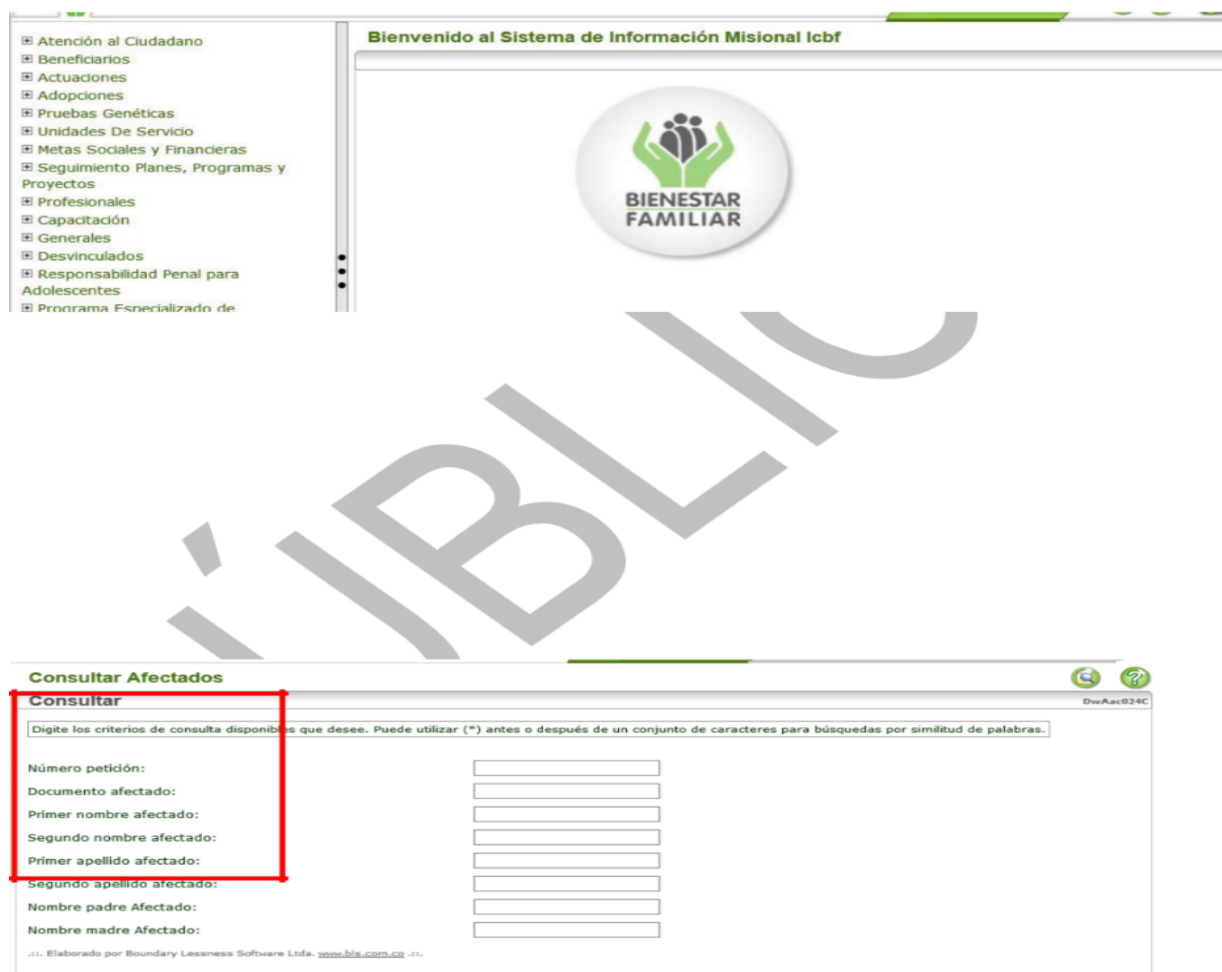 Atención al Ciudadano
Beneficiarios
Actuaciones
Adopciones
Pruebas Genéticas
Unidades De Servicio
Metas Sociales y Financieras
Seguimiento Planes, Programas y
Proyectos
Profesionales
Capacitación
Generales
Desvinculados
Responsabilidad Penal para
Adolescentes
Programa Especializado de
Bienvenido al Sistema de Información Misional Icbf
BIENESTAR
FAMILIAR
ÚBLIC
Consultar Afectados
Consultar
DwAac024C
Digite los criterios de consulta disponibles que desee. Puede utilizar (*) antes o después de un conjunto de caracteres para búsquedas por similitud de palabras.
Número petición:
Documento afectado:
Primer nombre afectado:
Segundo nombre afectado:
Primer apellido afectado:
Segundo apellido afectado:
Nombre padre Afectado:
Nombre madre Afectado:
.::. Elaborado por Boundary Lessness Software Ltda. www.bls.com.co .::.